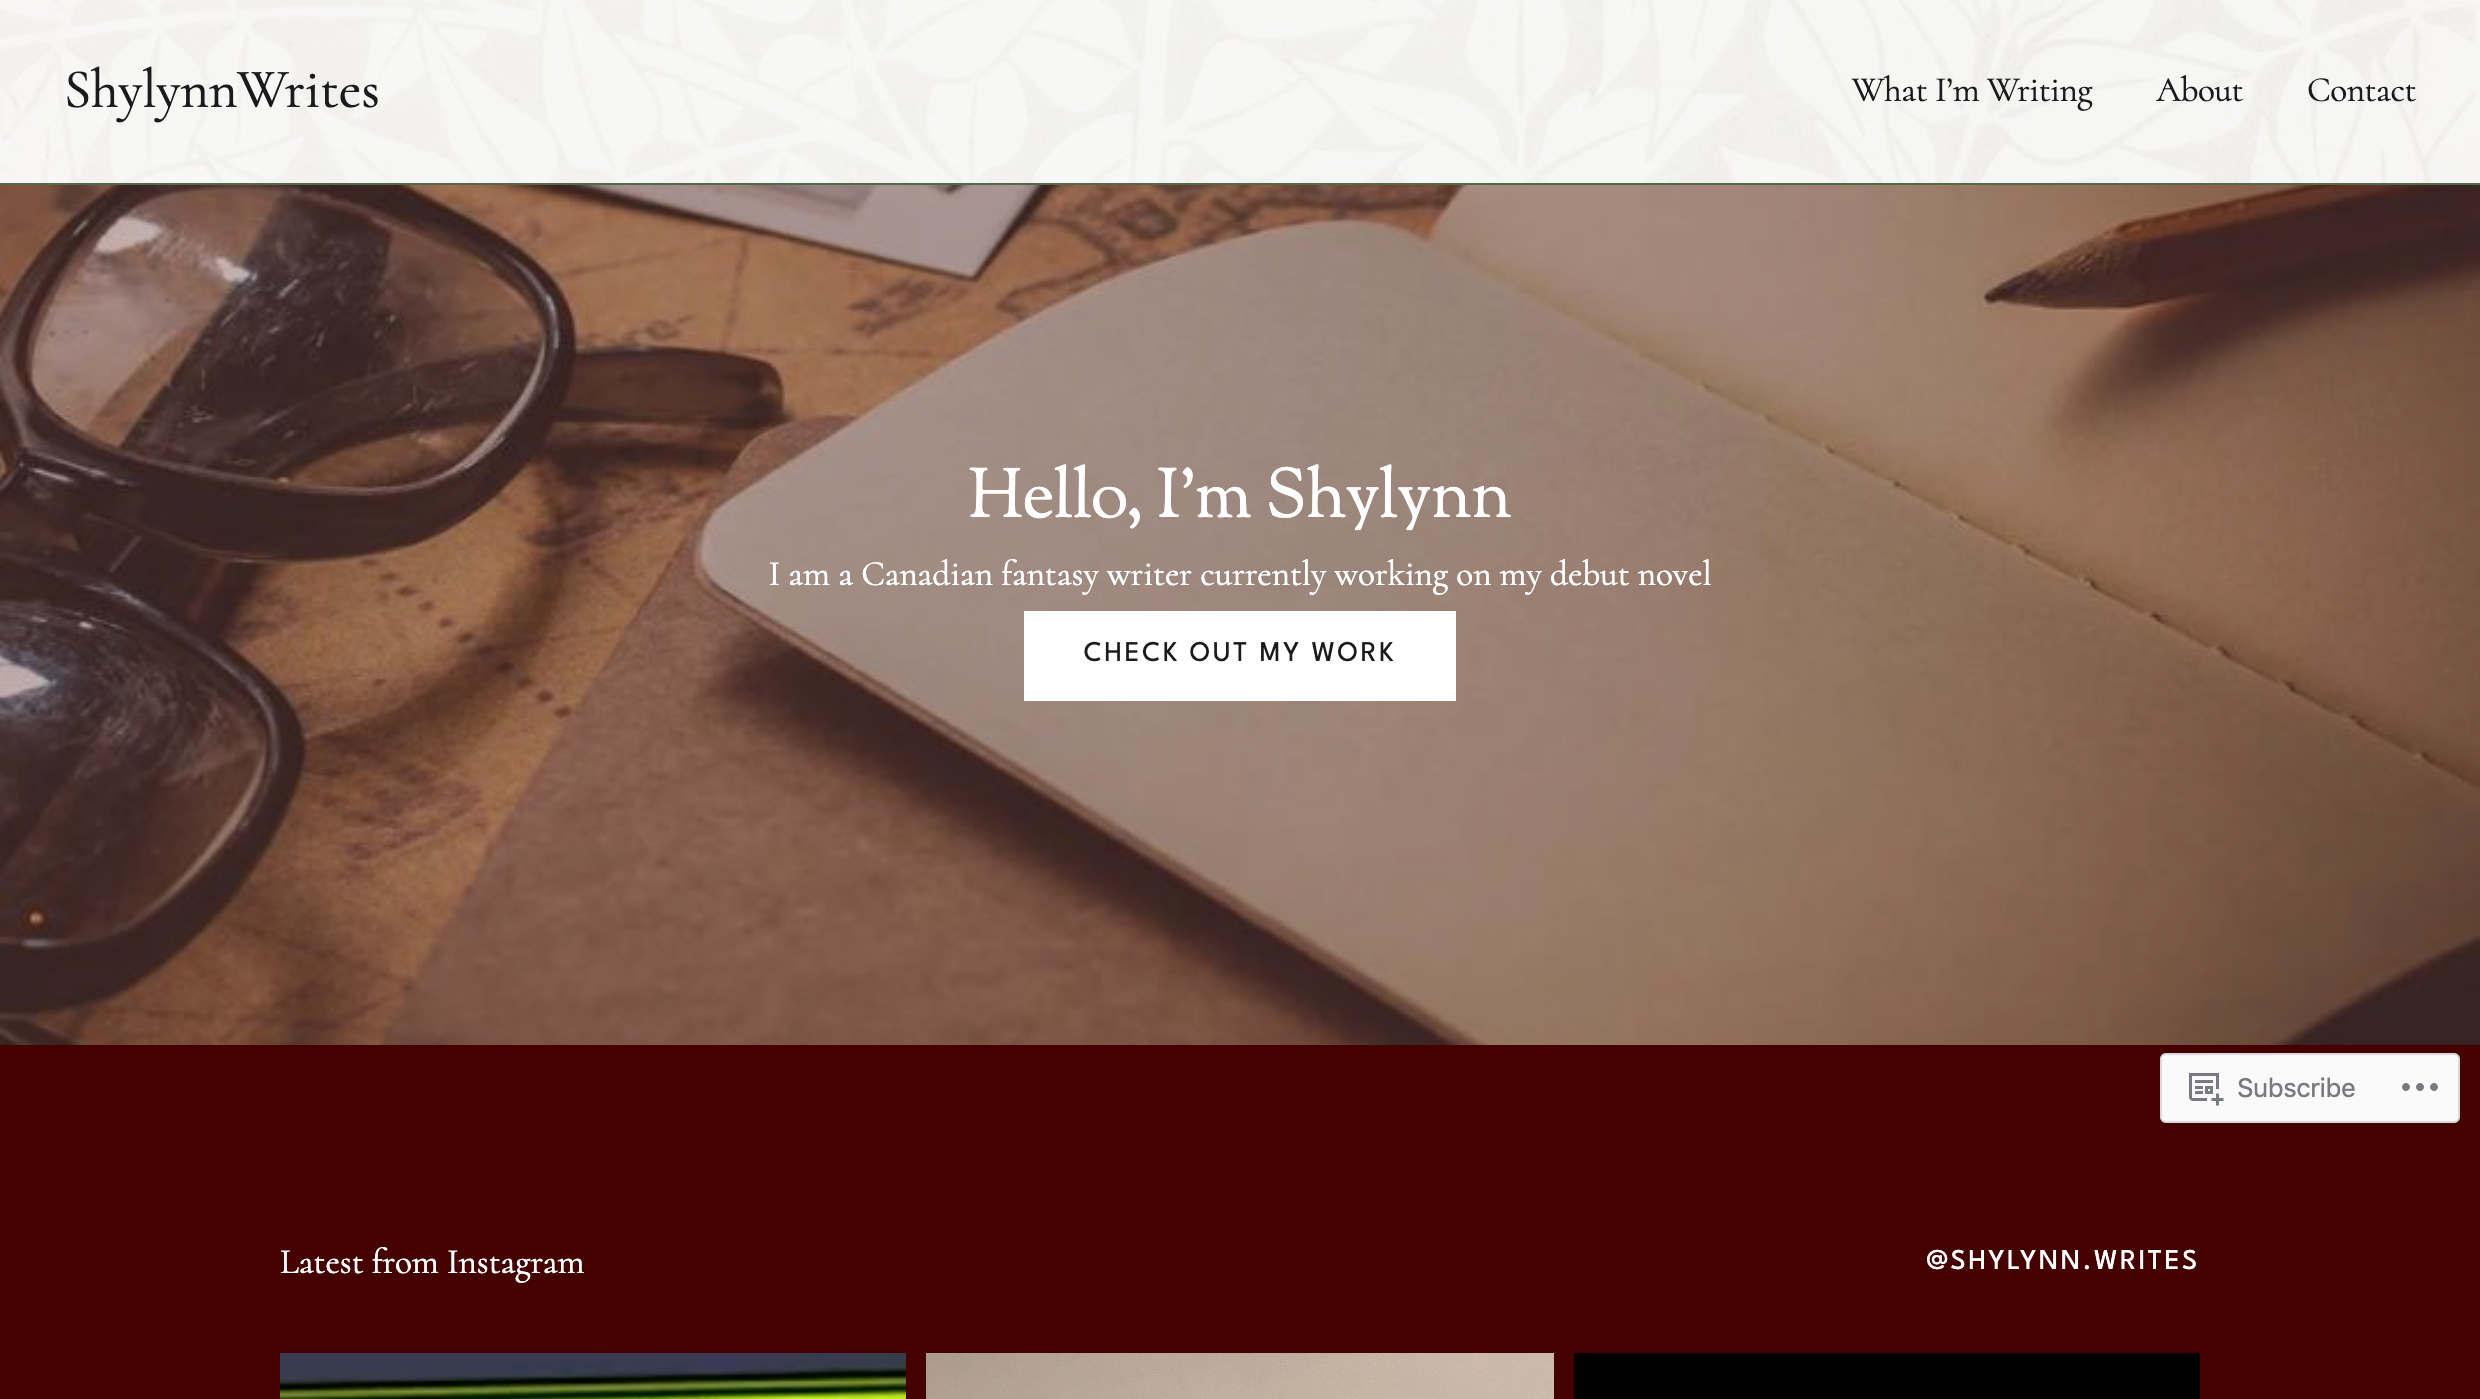 ShylynnWrites
What I’m Writing
About
Contact
Hello, I’m Shylynn
I am a Canadian fantasy writer currently working on my debut novel
CHECK OUT MY WORK
Subscribe
Latest from Instagram
@SHYLYNN.WRITES